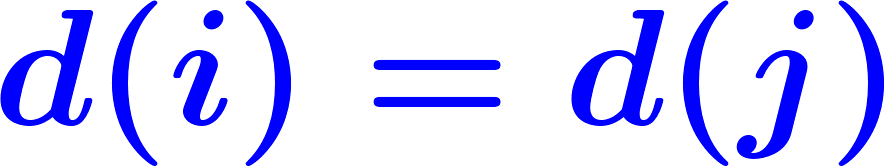 d(i) = d(j)